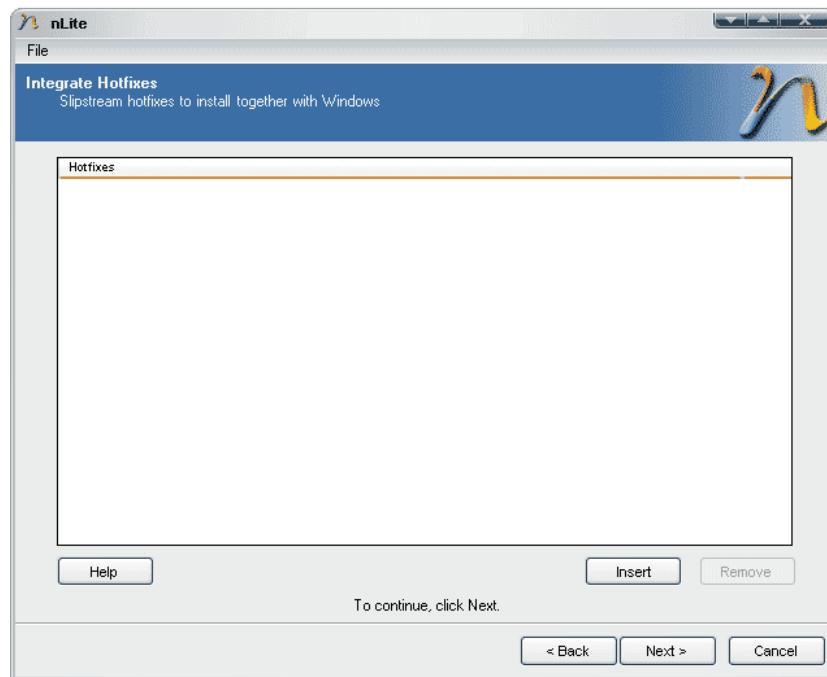 nLite
File
Integrate Hotfixes
Slipstream hotfixes to install together with Windows
Hotfixes
Help
Insert
Remove
To continue, click Next.
< Back
Next >
Cancel